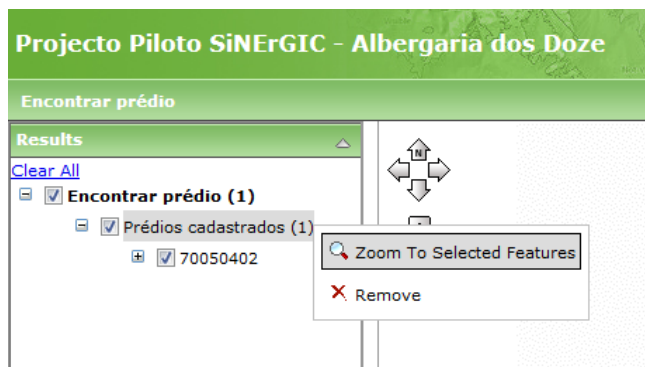 Projecto Piloto SiNErGIC - Albergaria dos Doze
Encontrar prédio
Results
Clear All
Encontrar prédio (1)
Prédios cadastrados (1)
70050402
N
Zoom To Selected Features
Remove